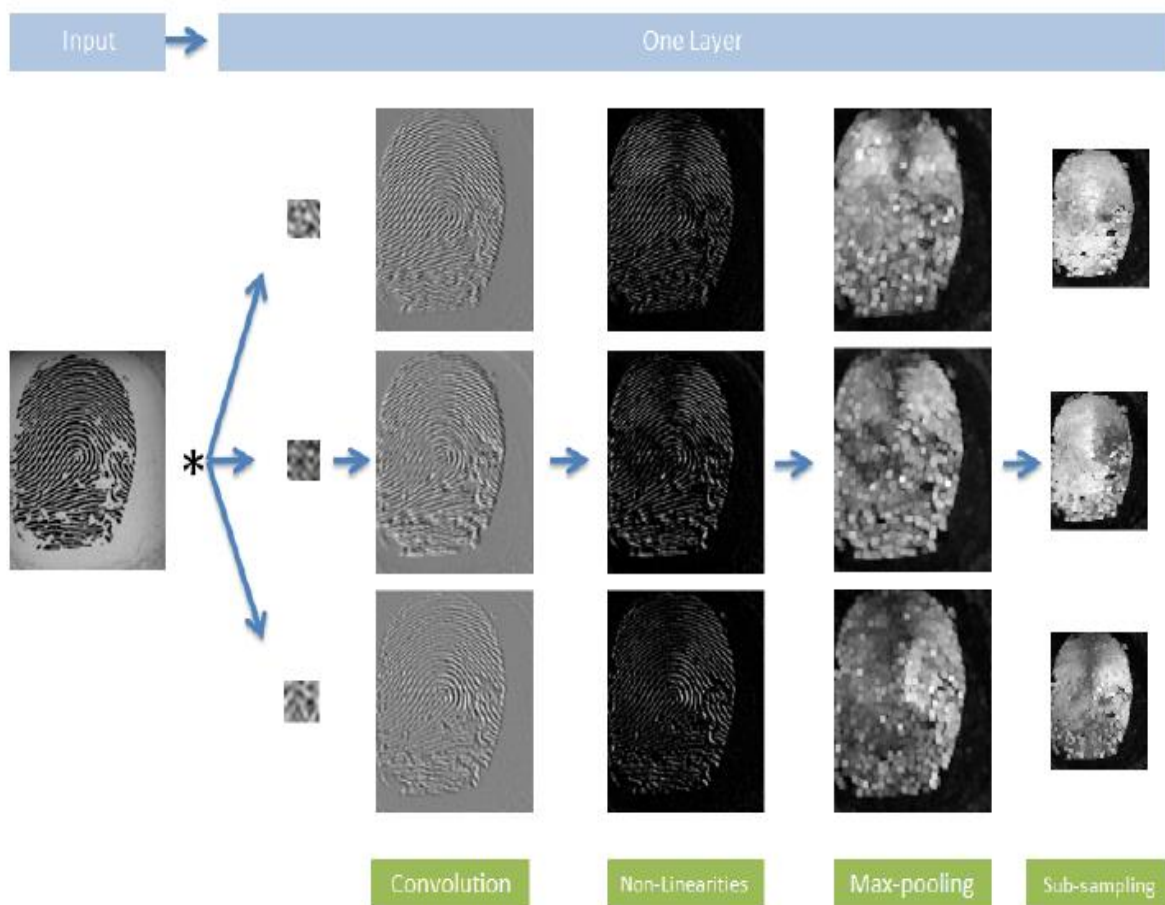 Input
One Layer
*
Convolution
Non-Linearities
Max-pooling
Sub-sampling